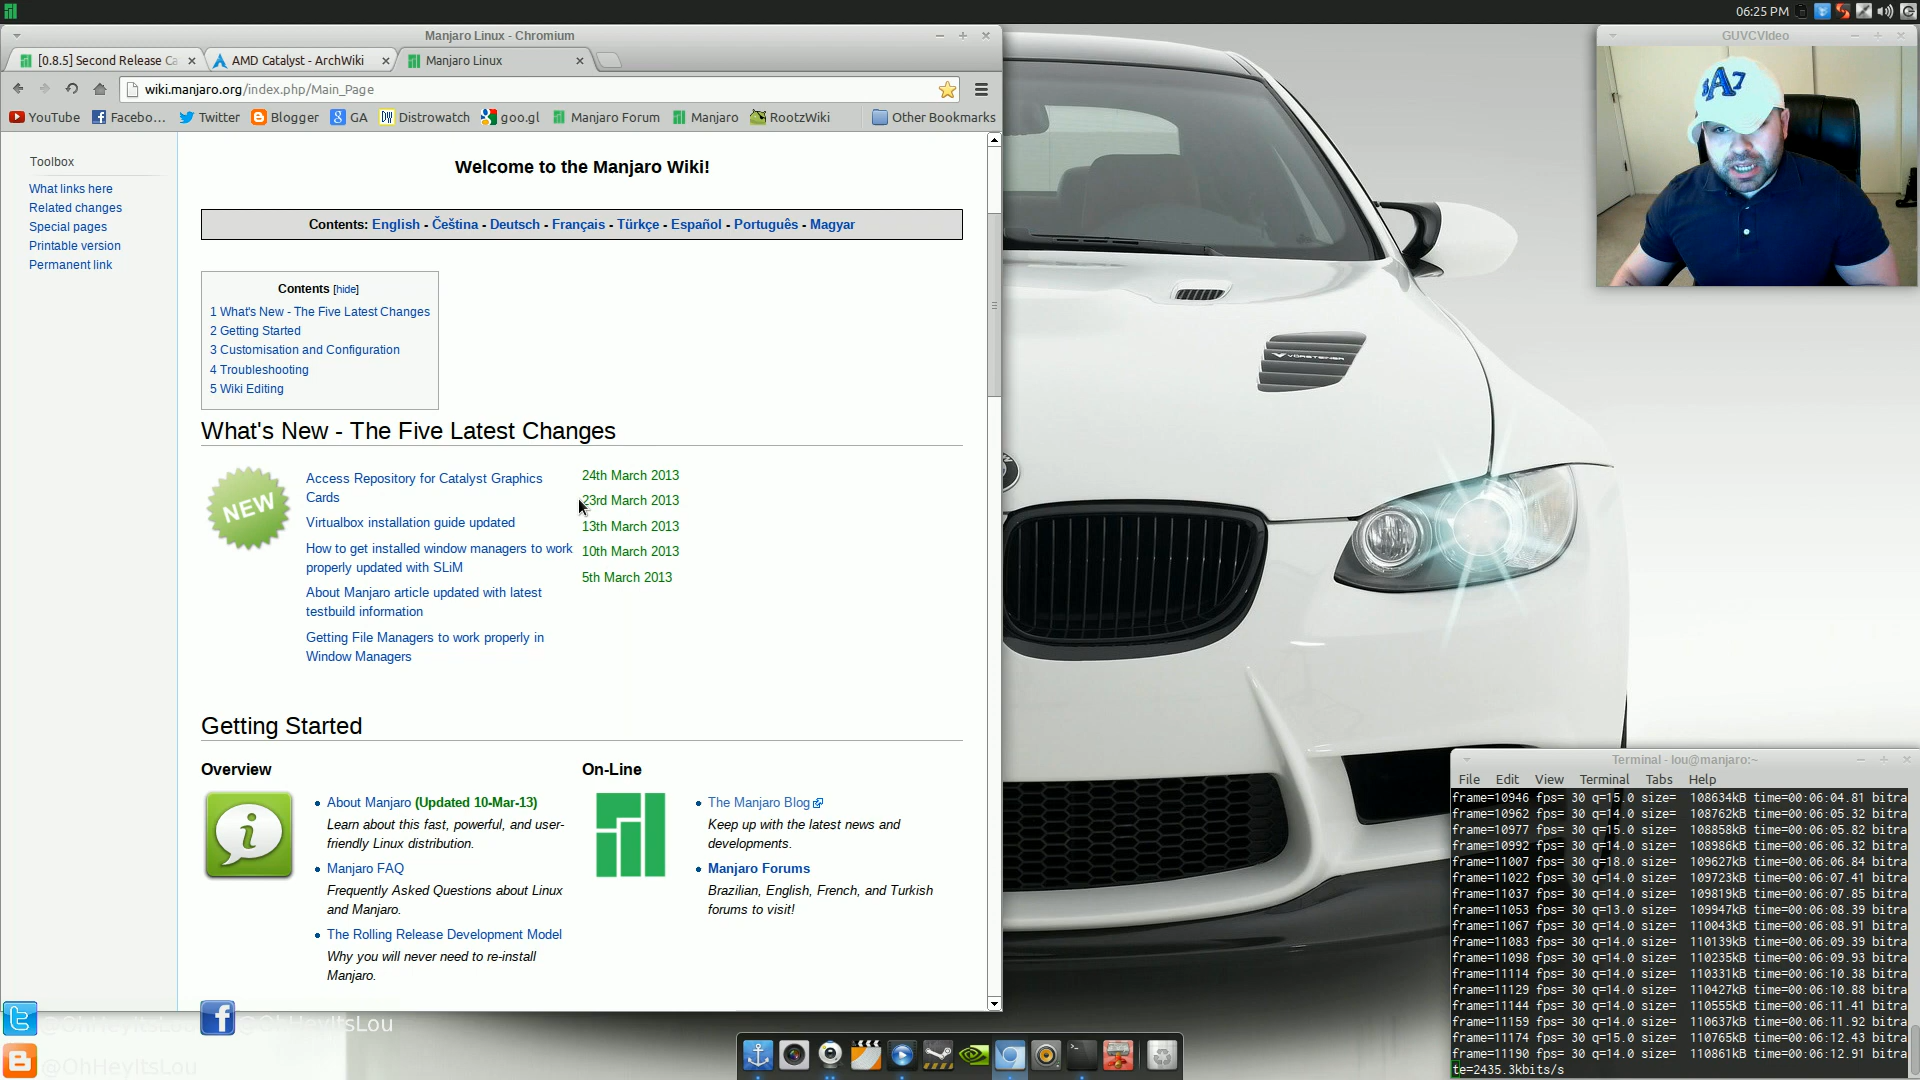 06:25 PM
Manjaro Linux - Chromium
[0.8.5] Second Release Ca
AMD Catalyst - ArchWiki
Manjaro Linux
wiki.manjaro.org/index.php/Main_Page
YouTube
Facebo...
Twitter
Blogger
GA
Distrowatch
goo.gl
Manjaro Forum
Manjaro
RootzWiki
Other Bookmarks
Toolbox
What links here
Related changes
Special pages
Printable version
Permanent link
Welcome to the Manjaro Wiki!
Contents: English - Čeština - Deutsch - Français - Türkçe - Español - Português - Magyar
Contents [hide]
1 What's New - The Five Latest Changes
2 Getting Started
3 Customisation and Configuration
4 Troubleshooting
5 Wiki Editing
What's New - The Five Latest Changes
NEW
Access Repository for Catalyst Graphics
Cards
Virtualbox installation guide updated
How to get installed window managers to work
properly updated with SLiM
About Manjaro article updated with latest
testbuild information
Getting File Managers to work properly in
Window Managers
24th March 2013
23rd March 2013
13th March 2013
10th March 2013
5th March 2013
Getting Started
Overview
About Manjaro (Updated 10-Mar-13)
Learn about this fast, powerful, and user-
friendly Linux distribution.
Manjaro FAQ
Frequently Asked Questions about Linux
and Manjaro.
The Rolling Release Development Model
Why you will never need to re-install
Manjaro.
On-Line
The Manjaro Blog
Keep up with the latest news and
developments.
Manjaro Forums
Brazilian, English, French, and Turkish
forums to visit!
@OhHeyItsLou
@OhHeyItsLou
@OhHeyItsLou
GUVCVideo
A7
VORSTEINER
Terminal - lou@manjaro:~
File Edit View Terminal Tabs Help
frame=10946 fps= 30 q=15.0 size= 108634kB time=00:06:04.81 bitra
frame=10962 fps= 30 q=14.0 size= 108762kB time=00:06:05.32 bitra
frame=10977 fps= 30 q=15.0 size= 108858kB time=00:06:05.82 bitra
frame=10992 fps= 30 q=14.0 size= 108986kB time=00:06:06.32 bitra
frame=11007 fps= 30 q=18.0 size= 109627kB time=00:06:06.84 bitra
frame=11022 fps= 30 q=14.0 size= 109723kB time=00:06:07.41 bitra
frame=11037 fps= 30 q=14.0 size= 109819kB time=00:06:07.85 bitra
frame=11053 fps= 30 q=13.0 size= 109947kB time=00:06:08.39 bitra
frame=11067 fps= 30 q=14.0 size= 110043kB time=00:06:08.91 bitra
frame=11083 fps= 30 q=14.0 size= 110139kB time=00:06:09.39 bitra
frame=11098 fps= 30 q=14.0 size= 110235kB time=00:06:09.93 bitra
frame=11114 fps= 30 q=14.0 size= 110331kB time=00:06:10.38 bitra
frame=11129 fps= 30 q=14.0 size= 110427kB time=00:06:10.88 bitra
frame=11144 fps= 30 q=14.0 size= 110555kB time=00:06:11.41 bitra
frame=11159 fps= 30 q=14.0 size= 110637kB time=00:06:11.92 bitra
frame=11174 fps= 30 q=15.0 size= 110765kB time=00:06:12.43 bitra
frame=11190 fps= 30 q=14.0 size= 110861kB time=00:06:12.91 bitra
te=2435.3kbits/s